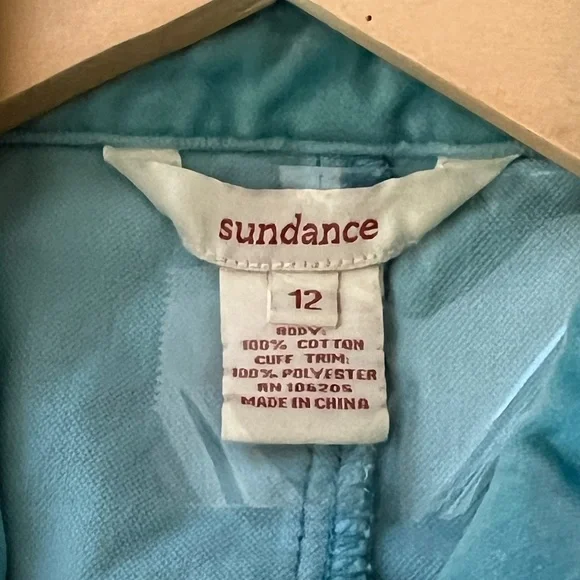 sundance
12
BODY:
100% COTTON
CUFF TRIM:
100% POLYESTER
RN 106205
MADE IN CHINA